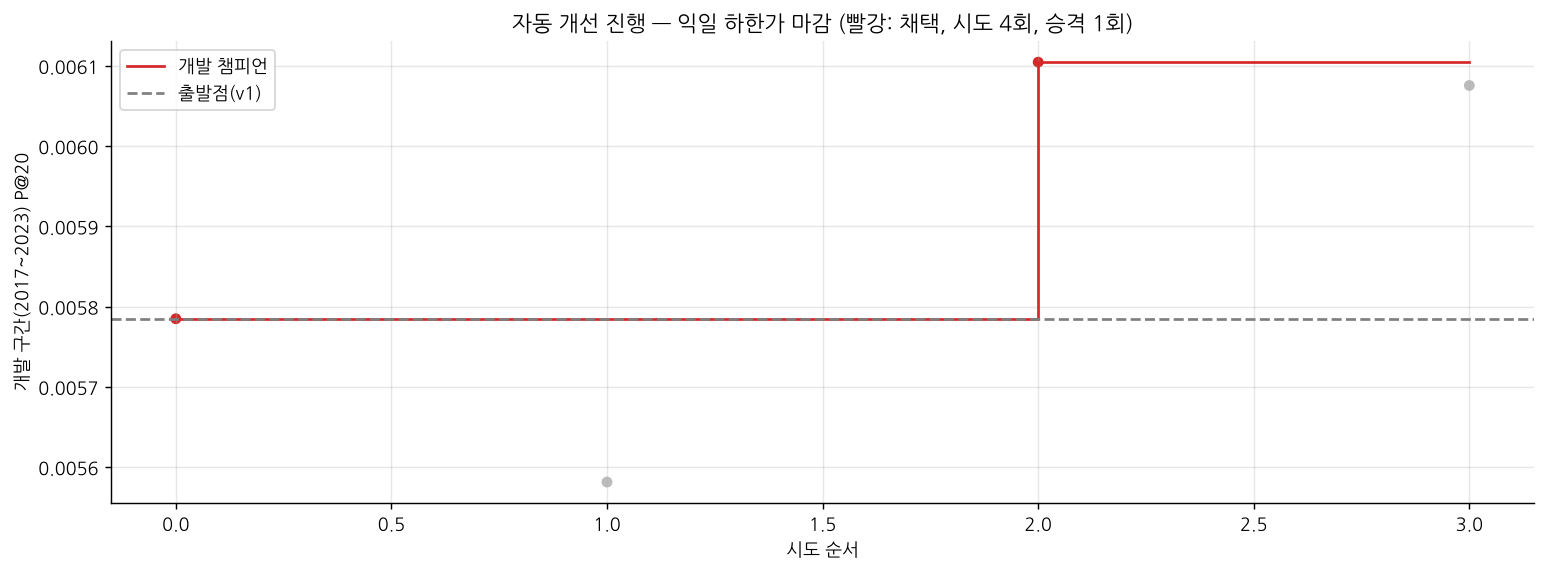 자동 개선 진행 — 익일 하한가 마감 (빨강: 채택, 시도 4회, 승격 1회)
개발 챔피언
출발점(v1)
개발 구간(2017~2023) P@20
0.0061
0.0060
0.0059
0.0058
0.0057
0.0056
0.0
0.5
1.0
1.5
2.0
2.5
3.0
시도 순서